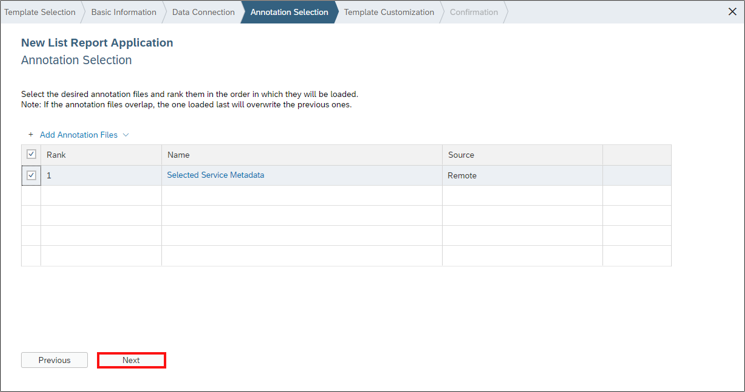 Template Selection Basic Information Data Connection Annotation Selection Template Customization Confirmation
New List Report Application
Annotation Selection
Select the desired annotation files and rank them in the order in which they will be loaded.
Note: If the annotation files overlap, the one loaded last will overwrite the previous ones.
+ Add Annotation Files
Rank Name Source
1 Selected Service Metadata Remote
Previous Next